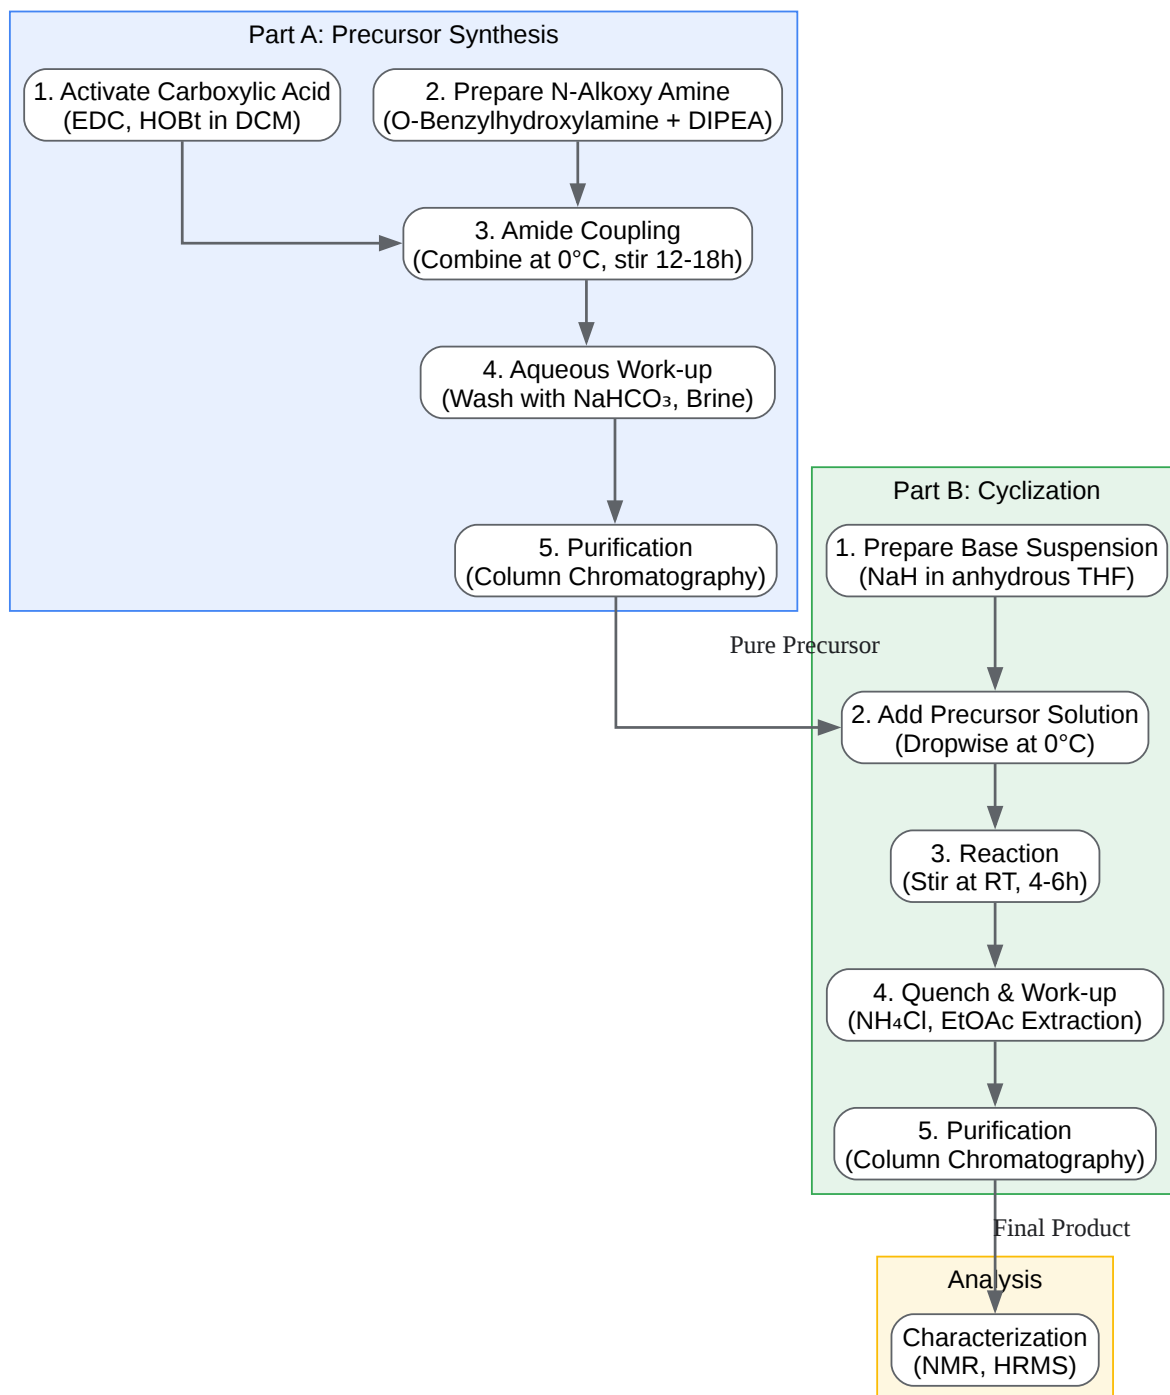 Part A: Precursor Synthesis
1. Activate Carboxylic Acid
(EDC, HOBt in DCM)
2. Prepare N-Alkoxy Amine
(O-Benzylhydroxylamine + DIPEA)
3. Amide Coupling
(Combine at 0°C, stir 12-18h)
4. Aqueous Work-up
(Wash with NaHCO₃, Brine)
5. Purification
(Column Chromatography)
Pure Precursor
Part B: Cyclization
1. Prepare Base Suspension
(NaH in anhydrous THF)
2. Add Precursor Solution
(Dropwise at 0°C)
3. Reaction
(Stir at RT, 4-6h)
4. Quench & Work-up
(NH₄Cl, EtOAc Extraction)
5. Purification
(Column Chromatography)
Final Product
Analysis
Characterization
(NMR, HRMS)